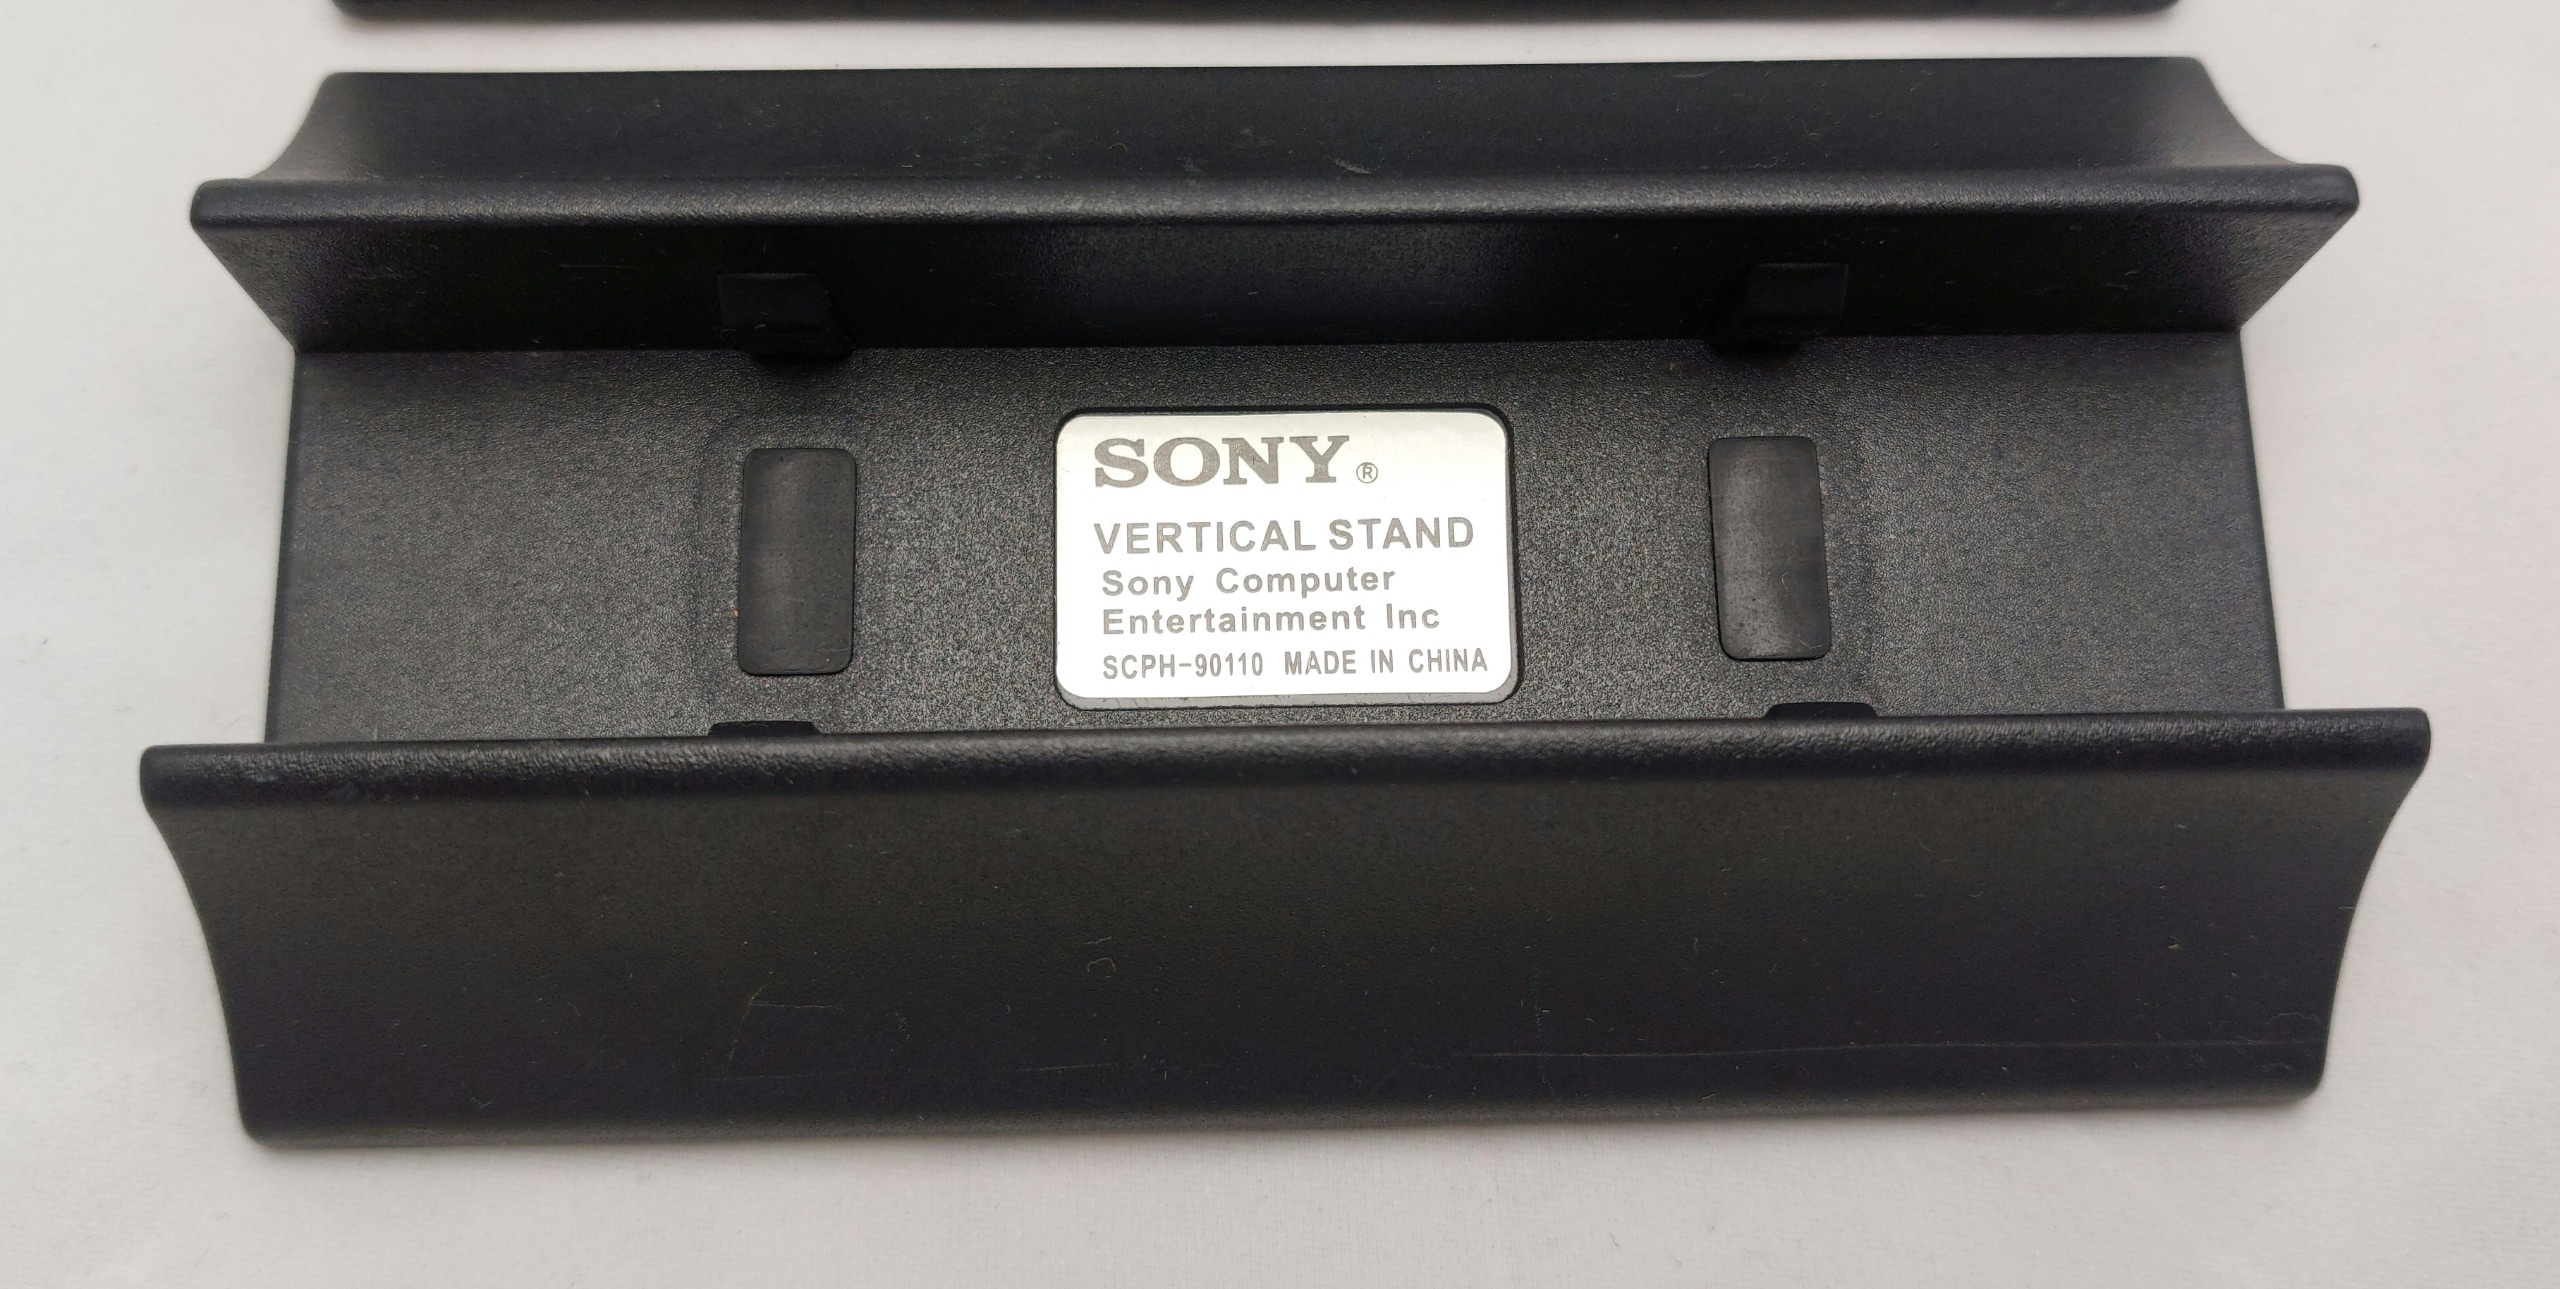 SONY®
VERTICAL STAND
Sony Computer
Entertainment Inc
SCPH-90110 MADE IN CHINA